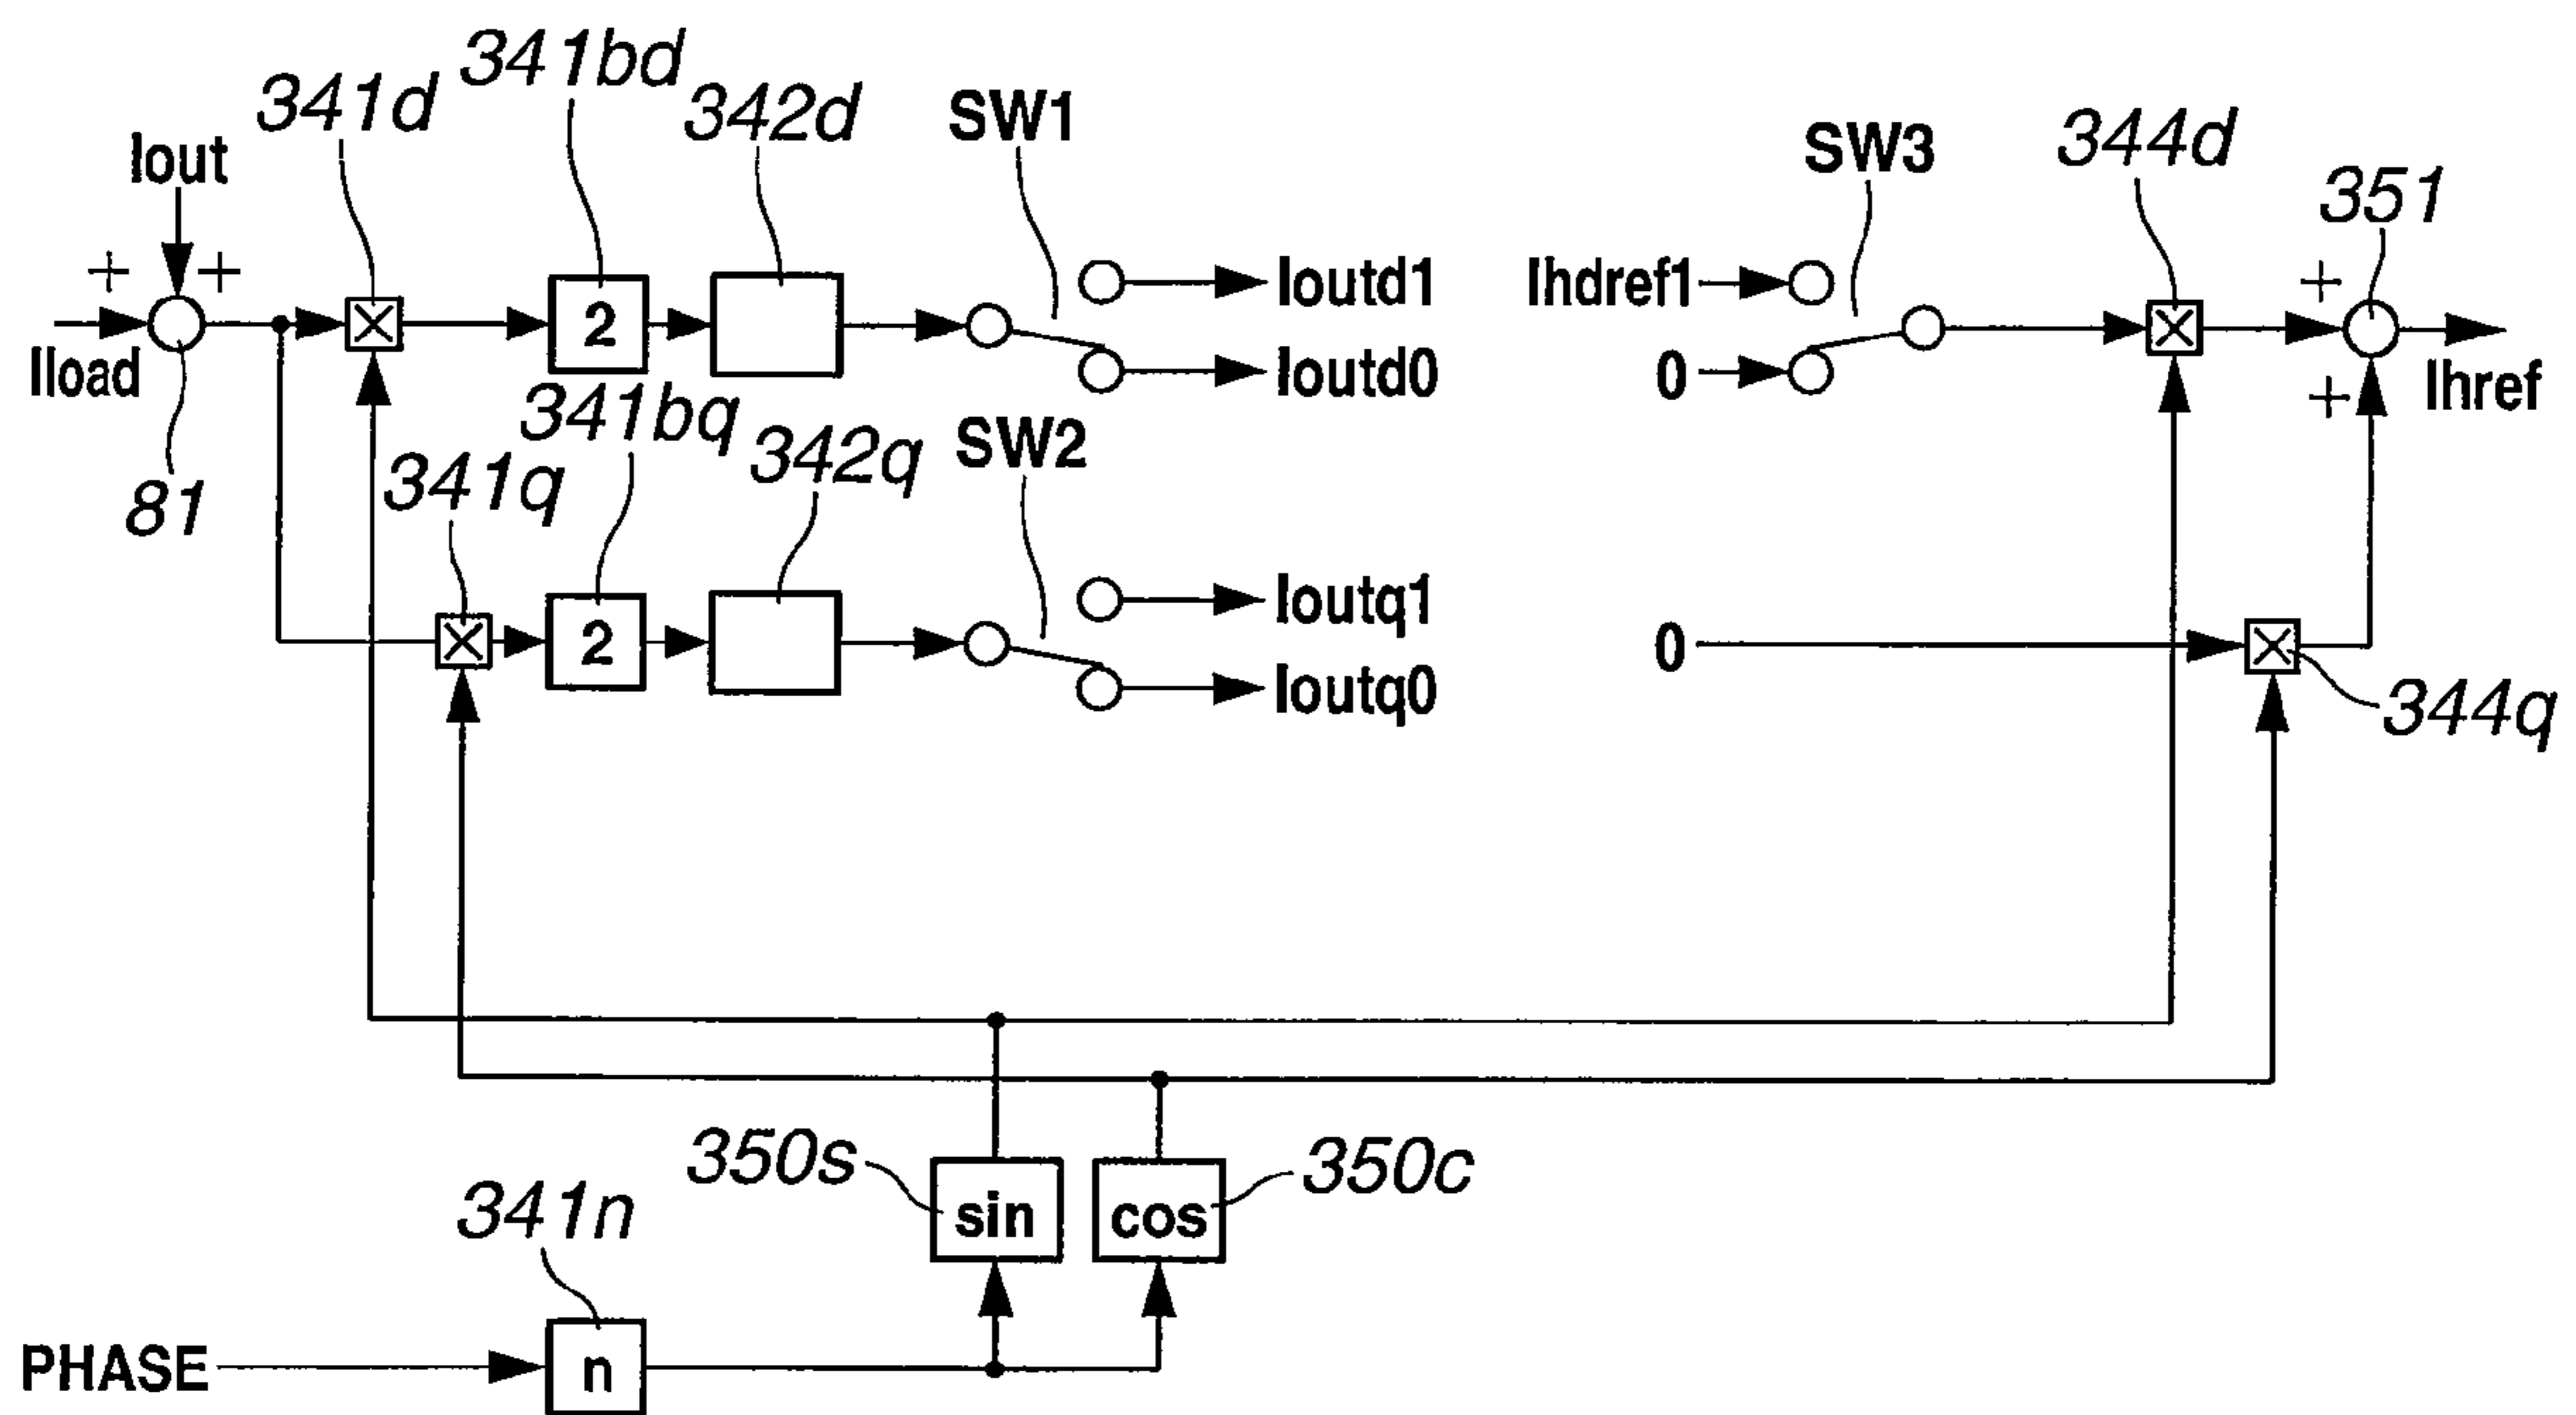 341d
341bd
342d
SW1
SW3
344d
351
Iout
+
+
Iload
81
2
Ioutd1
Ioutd0
Ihdref1
0
+
+
Ihref
341q
341bq
342q
SW2
2
Ioutq1
Ioutq0
0
344q
350s
sin
cos
350c
341n
PHASE
n